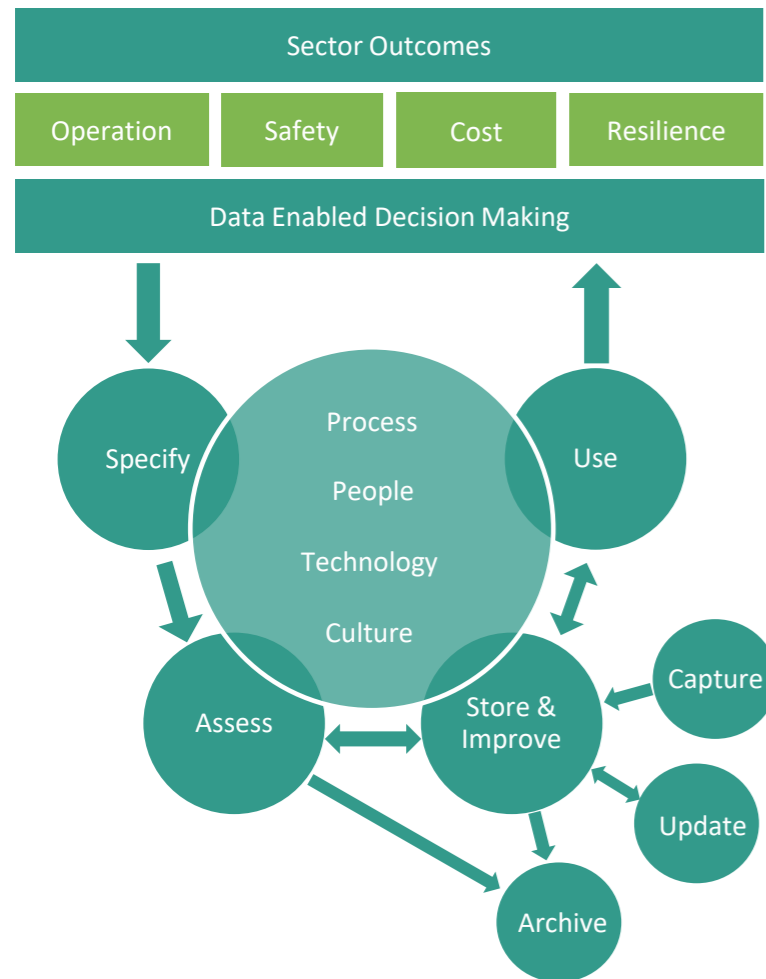 Sector Outcomes
Operation
Safety
Cost
Resilience
Data Enabled Decision Making
Process
People
Technology
Culture
Specify
Use
Assess
Store &
Improve
Capture
Update
Archive